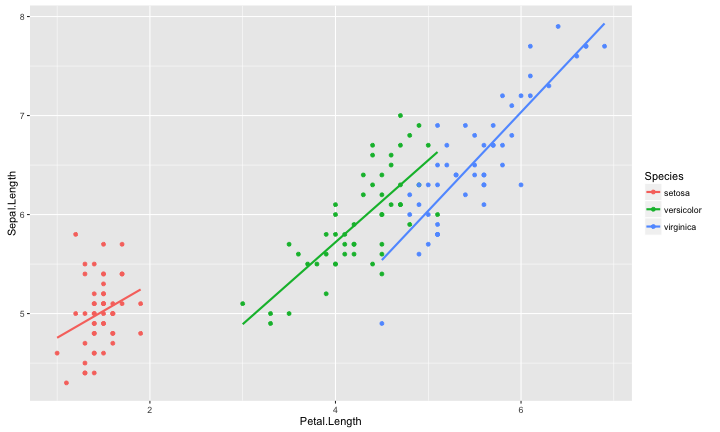 8
7
6
5
Sepal.Length
2 4 6
Petal.Length
Species
setosa
versicolor
virginica